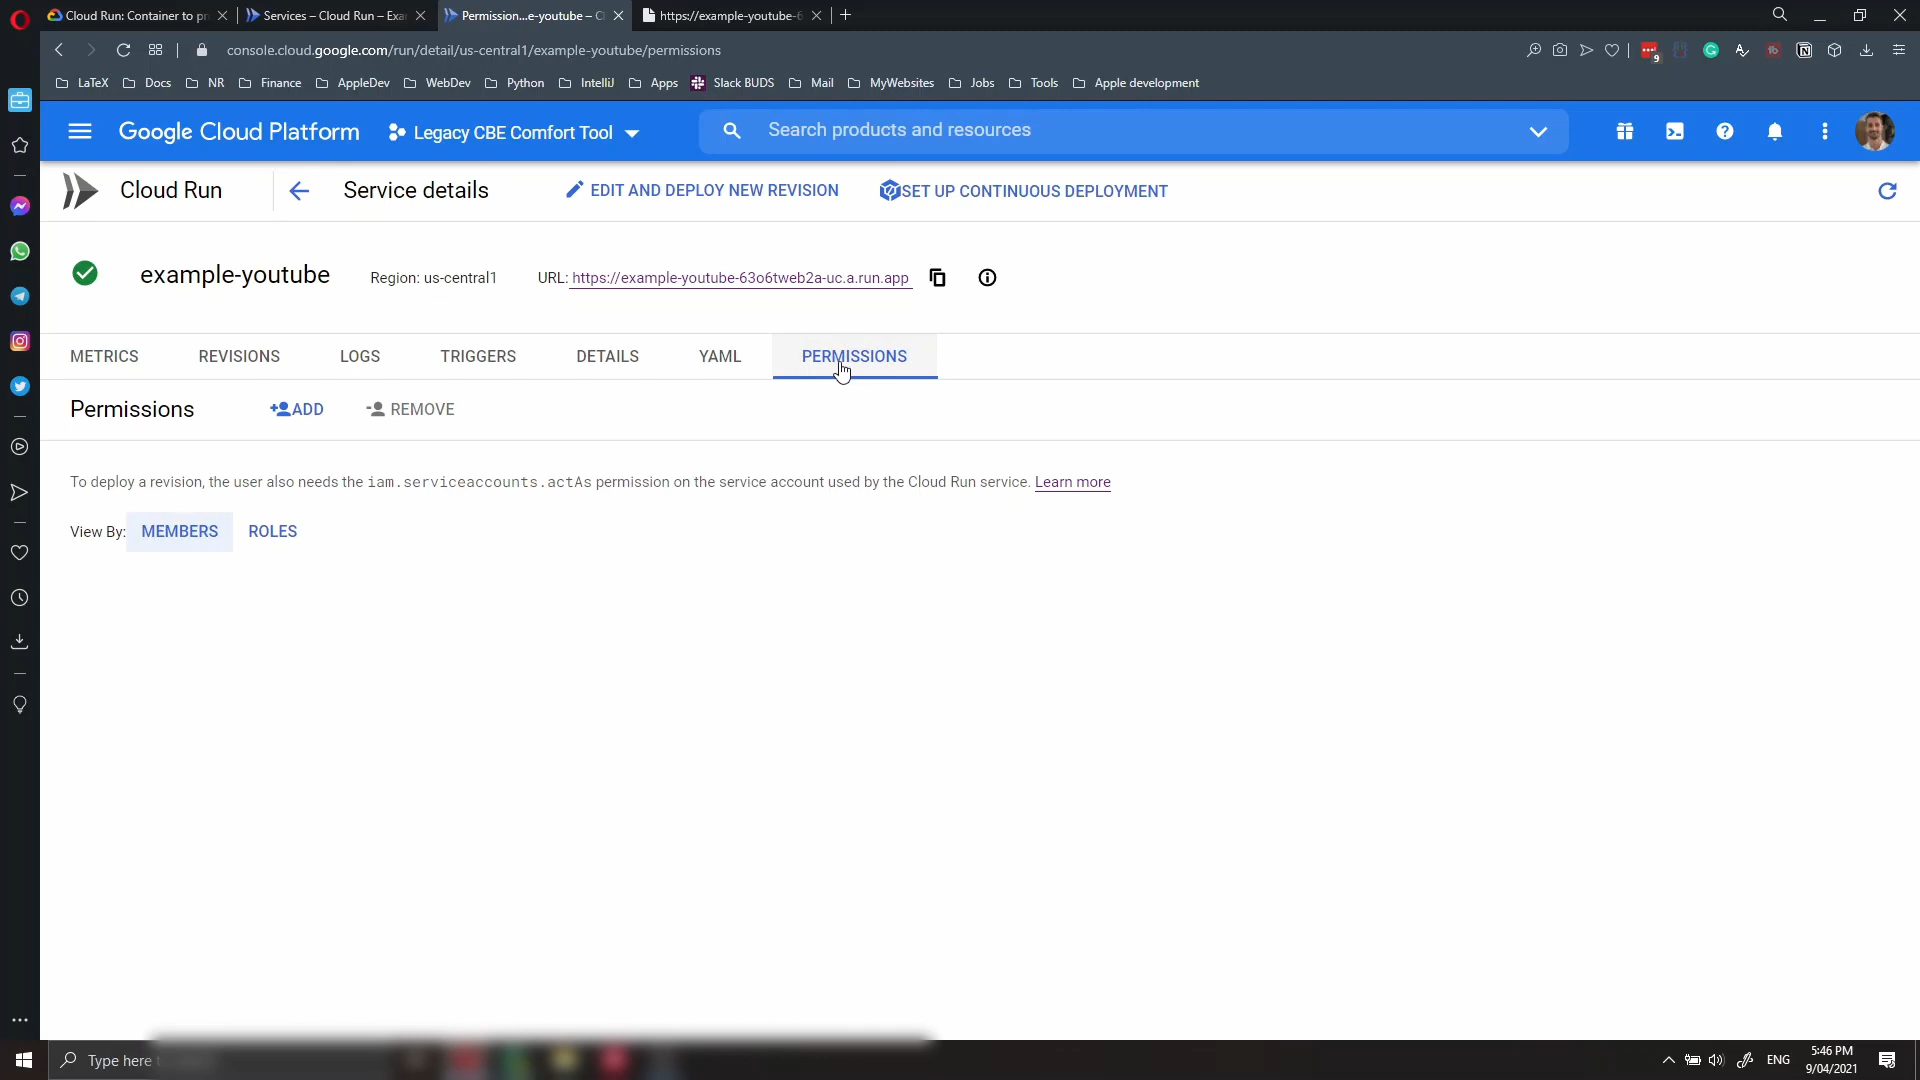 Cloud Run: Container to pr
Services – Cloud Run – Exa
Permission...e-youtube – C
https://example-youtube-6
console.cloud.google.com/run/detail/us-central1/example-youtube/permissions
9
LaTeX Docs NR Finance AppleDev WebDev Python IntelliJ Apps Slack BUDS Mail MyWebsites Jobs Tools Apple development
Google Cloud Platform Legacy CBE Comfort Tool Search products and resources
Cloud Run Service details EDIT AND DEPLOY NEW REVISION SET UP CONTINUOUS DEPLOYMENT
example-youtube Region: us-central1 URL: https://example-youtube-63o6tweb2a-uc.a.run.app
METRICS REVISIONS LOGS TRIGGERS DETAILS YAML PERMISSIONS
Permissions ADD REMOVE
To deploy a revision, the user also needs the iam.serviceaccounts.actAs permission on the service account used by the Cloud Run service. Learn more
View By: MEMBERS ROLES
Type here
ENG
5:46 PM
9/04/2021